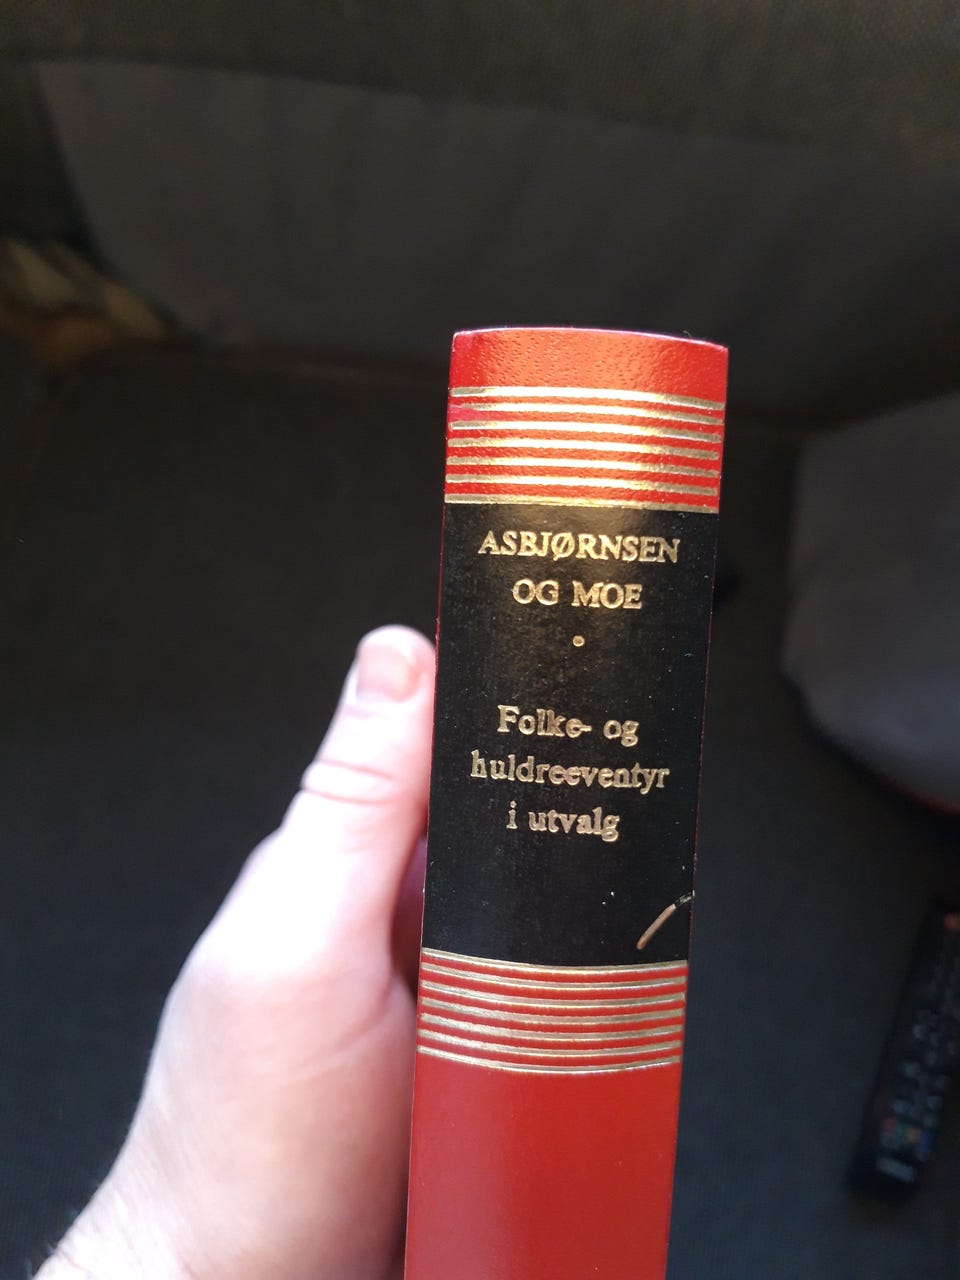 ASBJØRNSEN
OG MOE
Folke- og
huldreeventyr
i utvalg